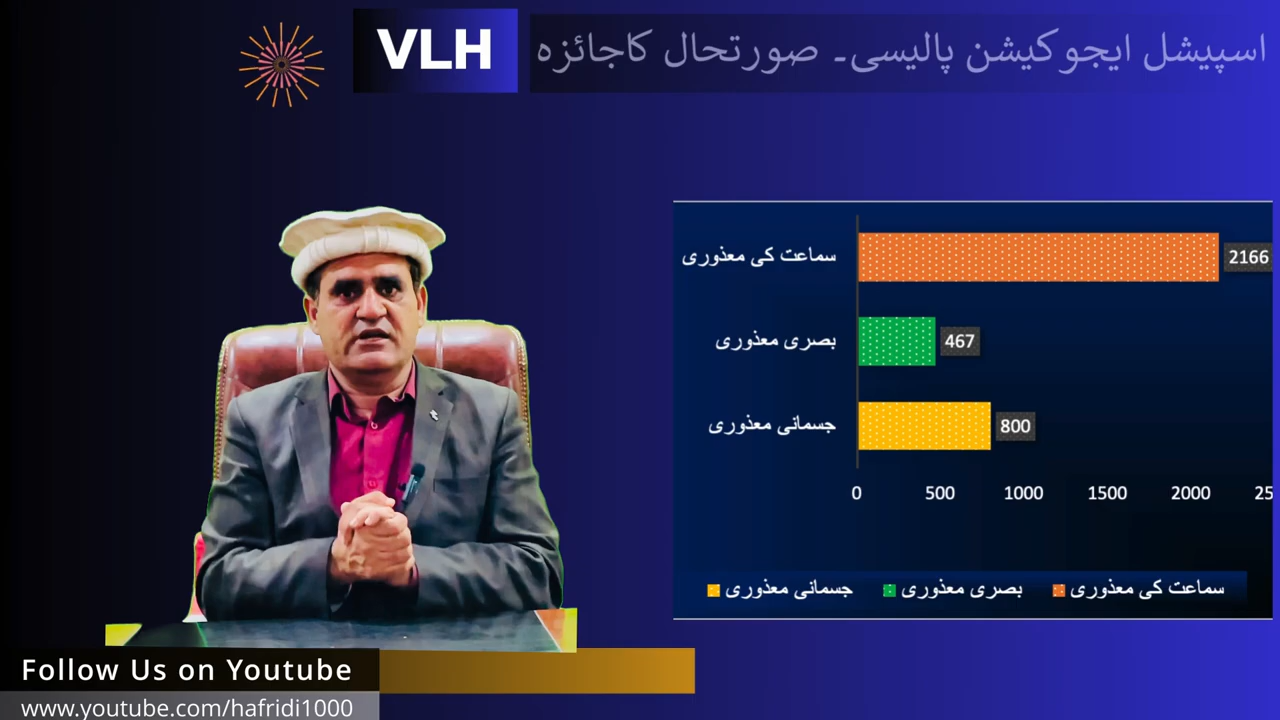 VLH
اسپیشل ایجوکیشن پالیسی۔ صورتحال کاجائزہ
سماعت کی معذوری
2166
بصری معذوری
467
جسمانی معذوری
800
0 500 1000 1500 2000 25
سماعت کی معذوری بصری معذوری جسمانی معذوری
Follow Us on Youtube
www.youtube.com/hafridi1000